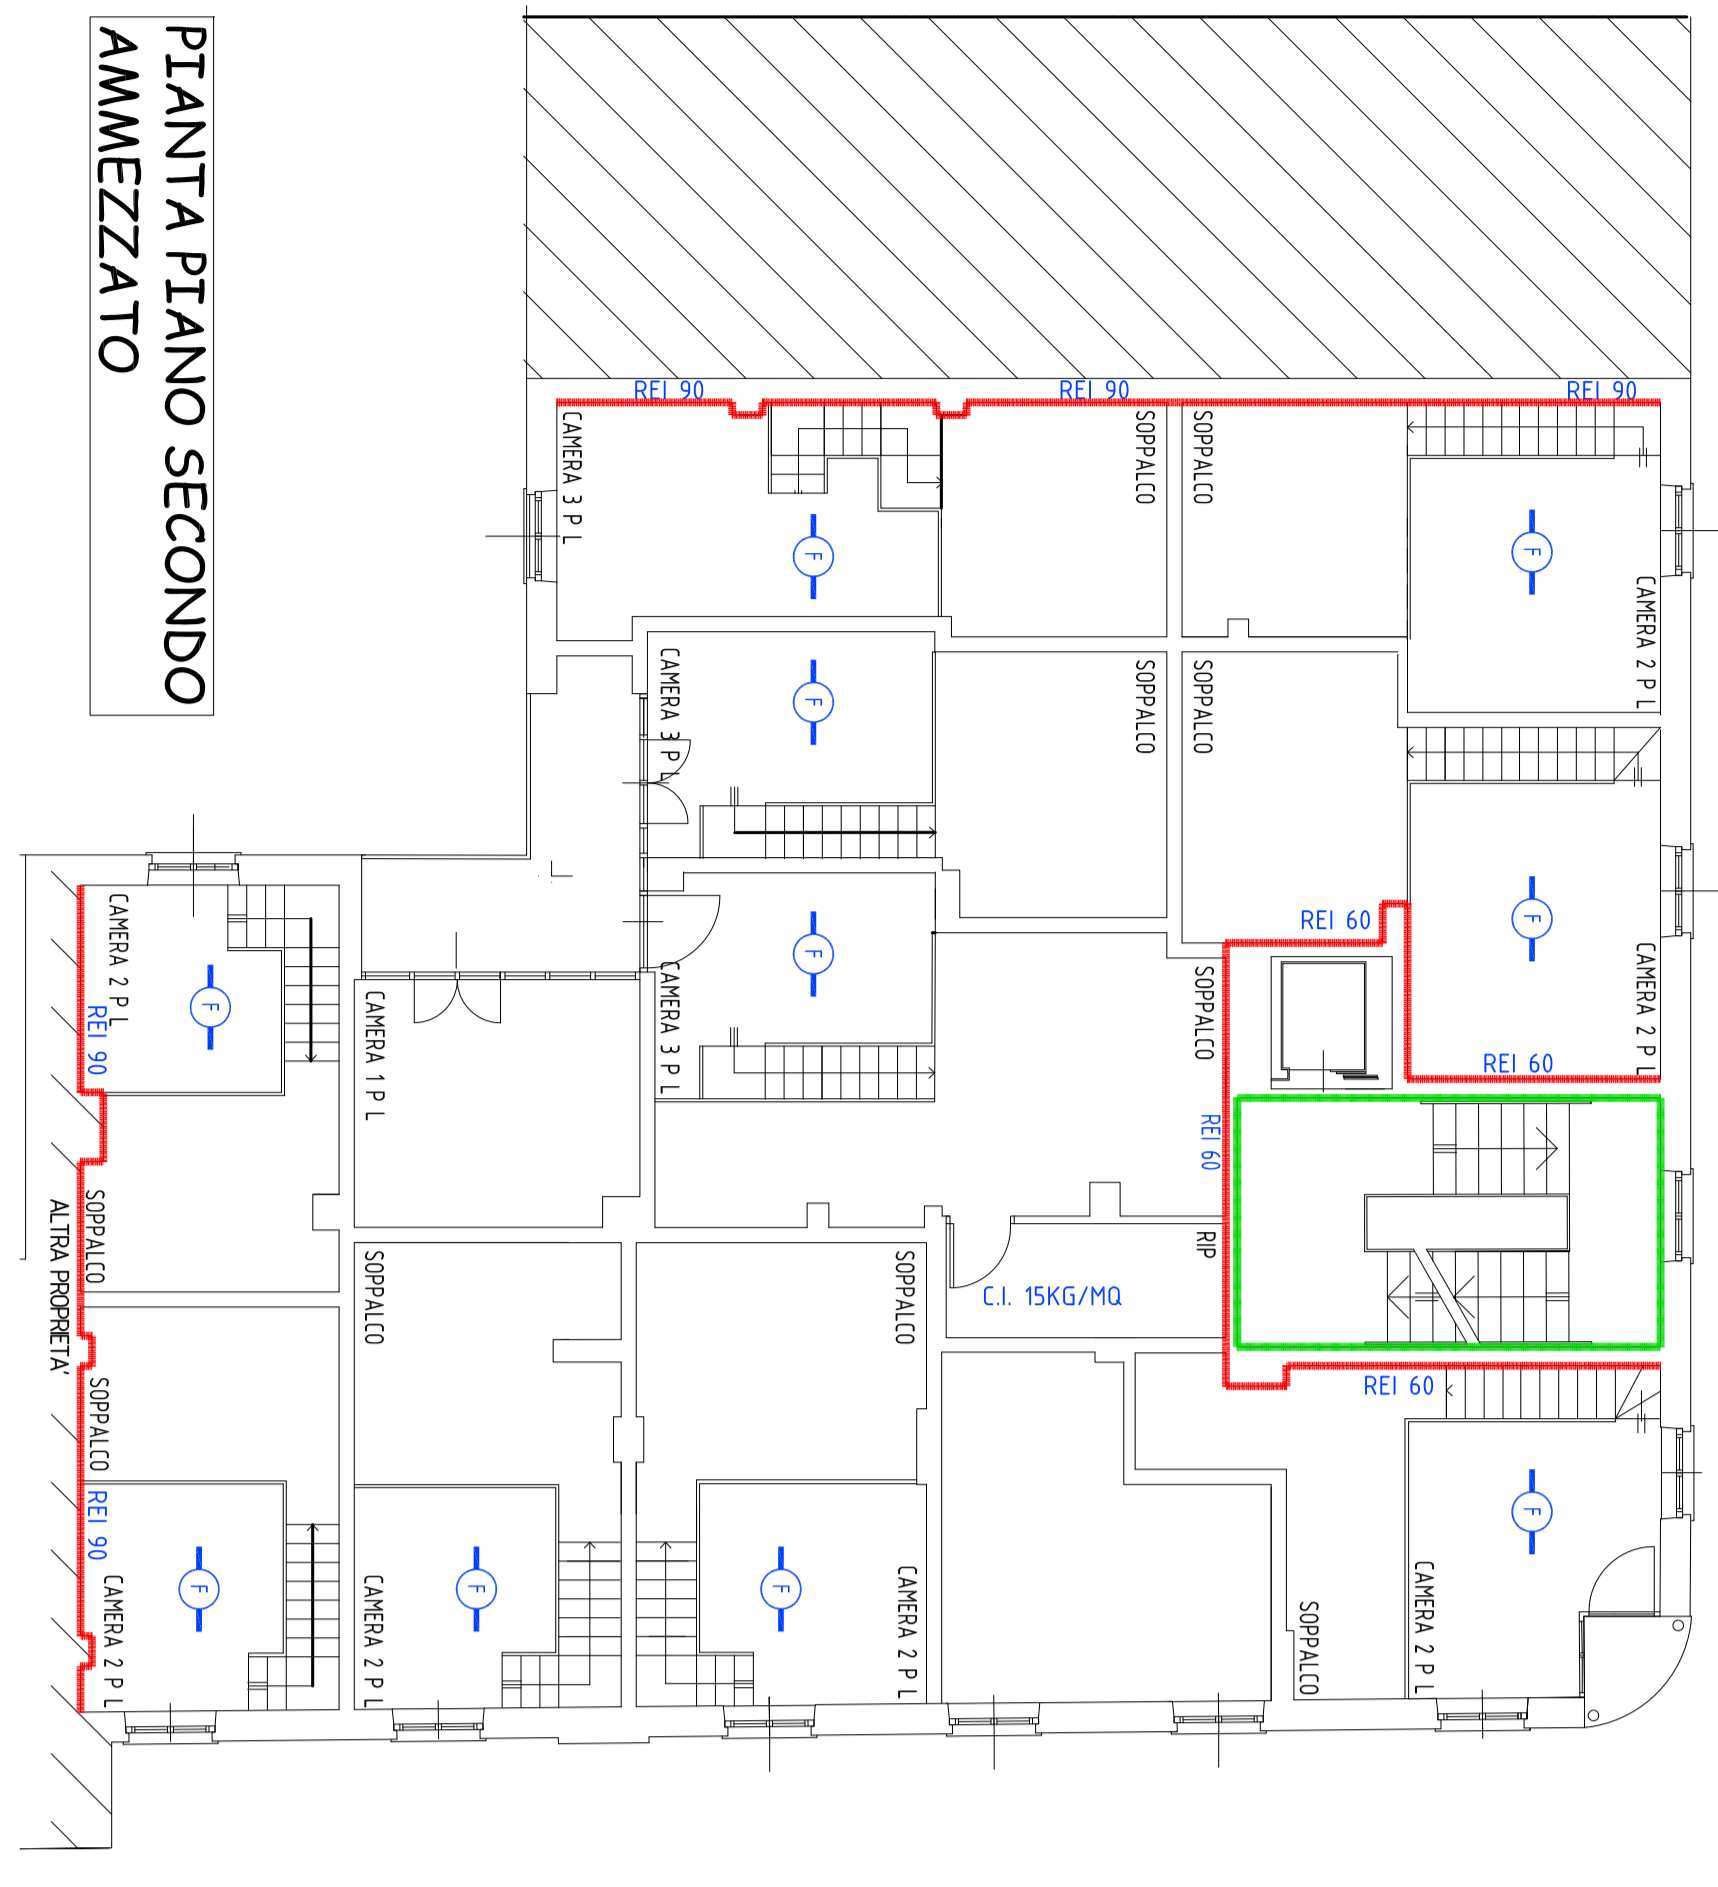 PIANTA PIANO SECONDO
AMMEZZATO
REI 90
REI 90
REI 90
CAMERA 3 P L
SOPPALCO
SOPPALCO
F
F
CAMERA 2 P L
CAMERA 3 P L
F
SOPPALCO
SOPPALCO
CAMERA 2 P L
F
REI 60
REI 60
CAMERA 2 P L
REI 90
F
CAMERA 1 P L
CAMERA 3 P L
F
SOPPALCO
REI 60
SOPPALCO
ALTRA PROPRIETA'
SOPPALCO
SOPPALCO
RIP
C.I. 15KG/MQ
REI 60
SOPPALCO
REI 90
CAMERA 2 P L
F
CAMERA 2 P L
F
F
CAMERA 2 P L
SOPPALCO
F
CAMERA 2 P L